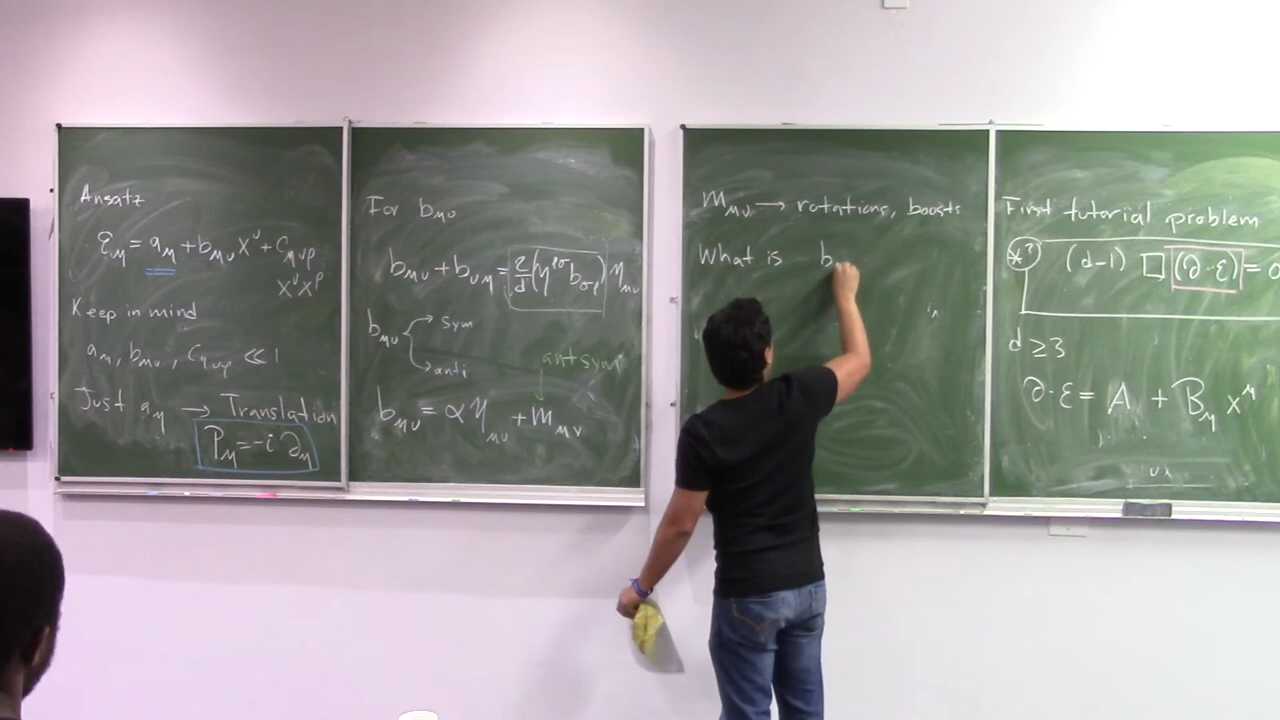 Ansatz
ε_μ = a_μ + b_μν x^ν + c_μνρ
x^ν x^ρ
Keep in mind
a_μ, b_μν, c_μνρ ≪ 1
Just a_μ → Translation
P_μ = -i ∂_μ
For b_μν
b_μν + b_νμ = 2/d (η^ρσ b_σρ) η_μν
b_μν → Sym
→ anti
antsym
b_μν = α η_μν + m_μν
m_μν → rotations, boosts
What is b
First tutorial problem
(d-1) □ (∂·ε) = 0
d ≥ 3
∂·ε = A + B_μ x^μ